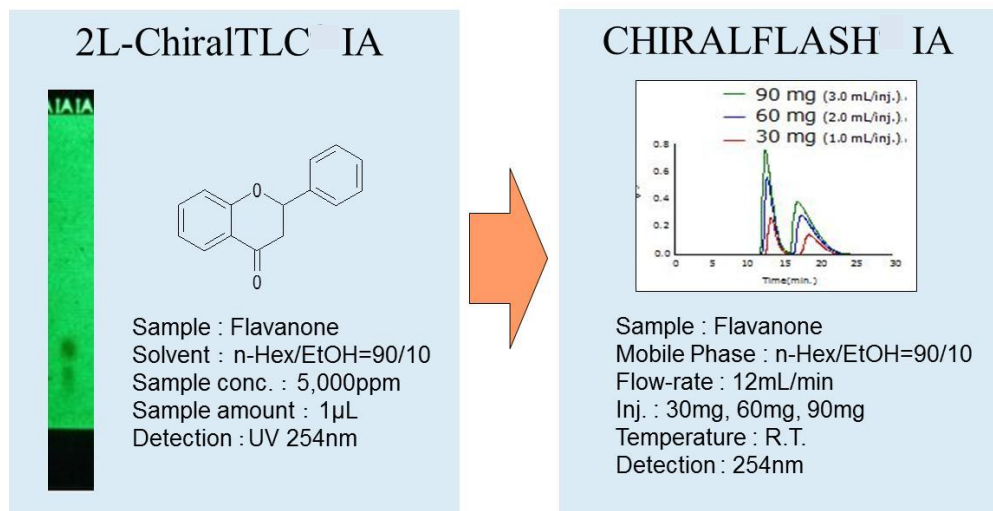 2L-ChiralTLC IA
IAIA
O
O
Sample : Flavanone
Solvent : n-Hex/EtOH=90/10
Sample conc. : 5,000ppm
Sample amount : 1μL
Detection : UV 254nm
CHIRALFLASH IA
90 mg (3.0 mL/inj.)
60 mg (2.0 mL/inj.)
30 mg (1.0 mL/inj.)
0.8
0.6
0.4
0.2
0.0
0 5 10 15 20 25 30
Time(min.)
Sample : Flavanone
Mobile Phase : n-Hex/EtOH=90/10
Flow-rate : 12mL/min
Inj. : 30mg, 60mg, 90mg
Temperature : R.T.
Detection : 254nm